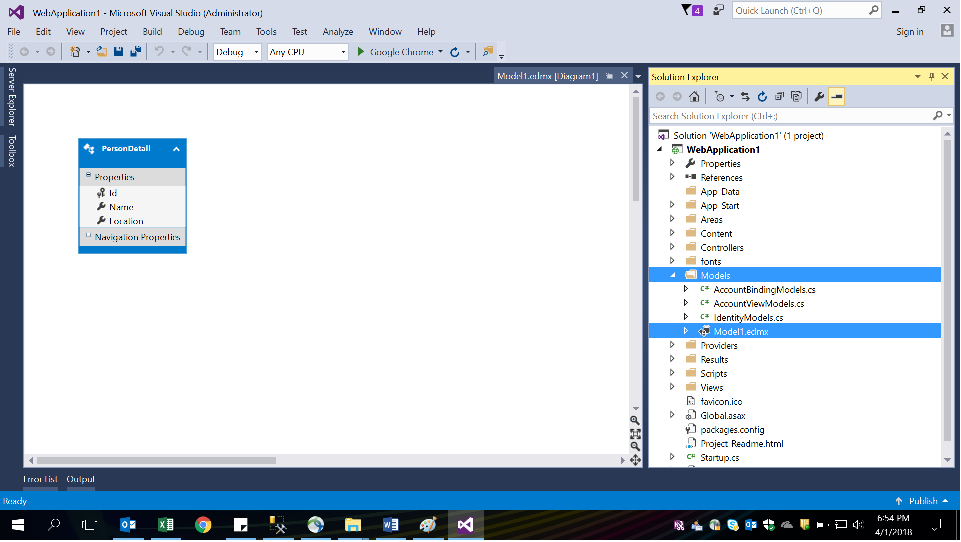 WebApplication1 - Microsoft Visual Studio (Administrator)
4
Quick Launch (Ctrl+Q)
File Edit View Project Build Debug Team Tools Test Analyze Window Help
Sign in
Debug Any CPU Google Chrome
Server Explorer
Toolbox
Model1.edmx [Diagram1]
PersonDetail
Properties
Id
Name
Location
Navigation Properties
Solution Explorer
Search Solution Explorer (Ctrl+;)
Solution 'WebApplication1' (1 project)
WebApplication1
Properties
References
App_Data
App_Start
Areas
Content
Controllers
fonts
Models
AccountBindingModels.cs
AccountViewModels.cs
IdentityModels.cs
Model1.edmx
Providers
Results
Scripts
Views
favicon.ico
Global.asax
packages.config
Project_Readme.html
Startup.cs
Error List Output
Ready
Publish
6:54 PM
4/1/2018